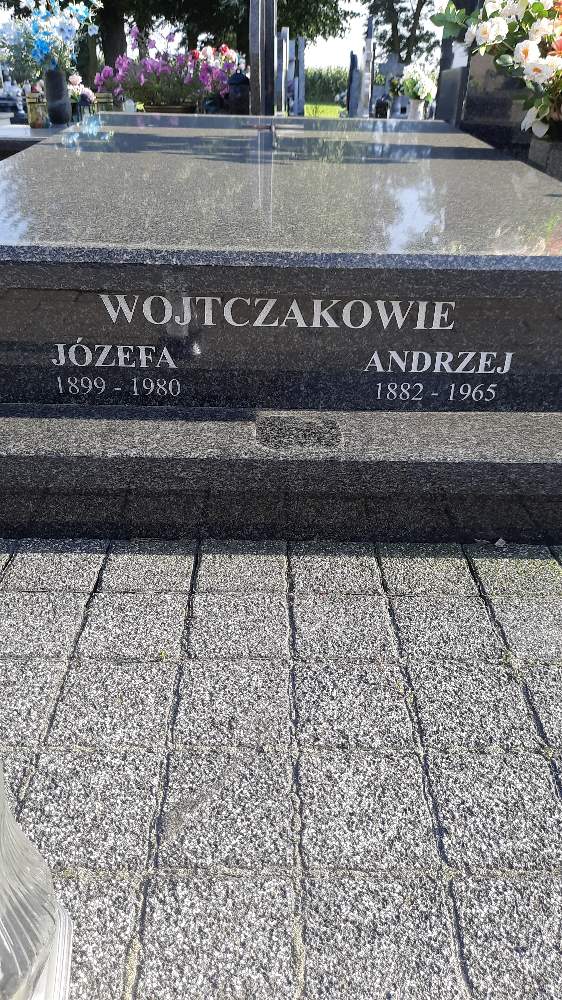 WOJTCZAKOWIE
JÓZEFA ANDRZEJ
1899 - 1980 1882 - 1965